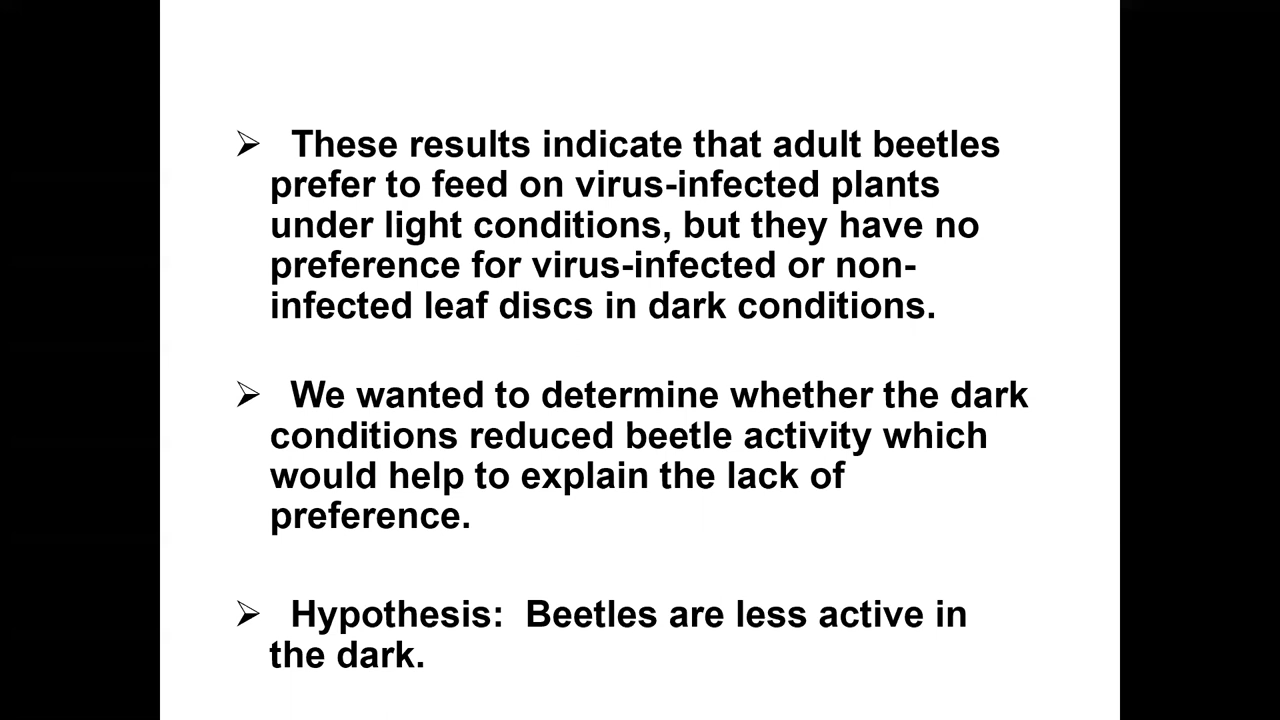 ➢ These results indicate that adult beetles
prefer to feed on virus-infected plants
under light conditions, but they have no
preference for virus-infected or non-
infected leaf discs in dark conditions.
➢ We wanted to determine whether the dark
conditions reduced beetle activity which
would help to explain the lack of
preference.
➢ Hypothesis: Beetles are less active in
the dark.